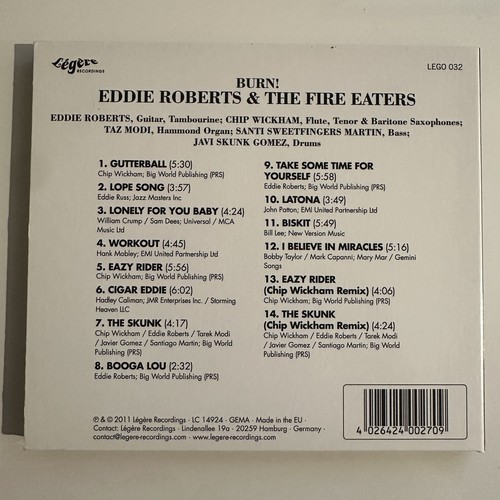 Légère
RECORDINGS
LEGO 032
BURN!
EDDIE ROBERTS & THE FIRE EATERS
EDDIE ROBERTS, Guitar, Tambourine; CHIP WICKHAM, Flute, Tenor & Baritone Saxophones;
TAZ MODI, Hammond Organ; SANTI SWEETFINGERS MARTIN, Bass;
JAVI SKUNK GOMEZ, Drums
1. GUTTERBALL (5:30)
Chip Wickham; Big World Publishing (PRS)
2. LOPE SONG (3:57)
Eddie Russ; Jazz Masters Inc
3. LONELY FOR YOU BABY (4:24)
William Crump / Sam Dees; Universal / MCA
Music Ltd
4. WORKOUT (4:45)
Hank Mobley; EMI United Partnership Ltd
5. EAZY RIDER (5:56)
Chip Wickham; Big World Publishing (PRS)
6. CIGAR EDDIE (6:02)
Hadley Caliman; JMR Enterprises Inc. / Storming
Heaven LLC
7. THE SKUNK (4:17)
Chip Wickham / Eddie Roberts / Tarek Modi
/ Javier Gomez / Santiago Martin; Big World
Publishing (PRS)
8. BOOGA LOU (2:32)
Eddie Roberts; Big World Publishing (PRS)
9. TAKE SOME TIME FOR
YOURSELF (5:58)
Eddie Roberts; Big World Publishing (PRS)
10. LATONA (3:49)
John Patton; EMI United Partnership Ltd
11. BISKIT (5:49)
Bill Lee; New Version Music
12. I BELIEVE IN MIRACLES (5:16)
Bobby Taylor / Mark Capanni; Mary Mar / Gemini
Songs
13. EAZY RIDER
(Chip Wickham Remix) (4:06)
Chip Wickham; Big World Publishing (PRS)
14. THE SKUNK
(Chip Wickham Remix) (4:24)
Chip Wickham / Eddie Roberts / Tarek Modi
/ Javier Gomez / Santiago Martin; Big World
Publishing (PRS)
℗ & © 2011 Légère Recordings · LC 14924 · GEMA · Made in the EU ·
Contact: Légère Recordings · Lindenallee 19a · 20259 Hamburg · Germany ·
contact@legere-recordings.com · www.legere-recordings.com
4 026424 002709